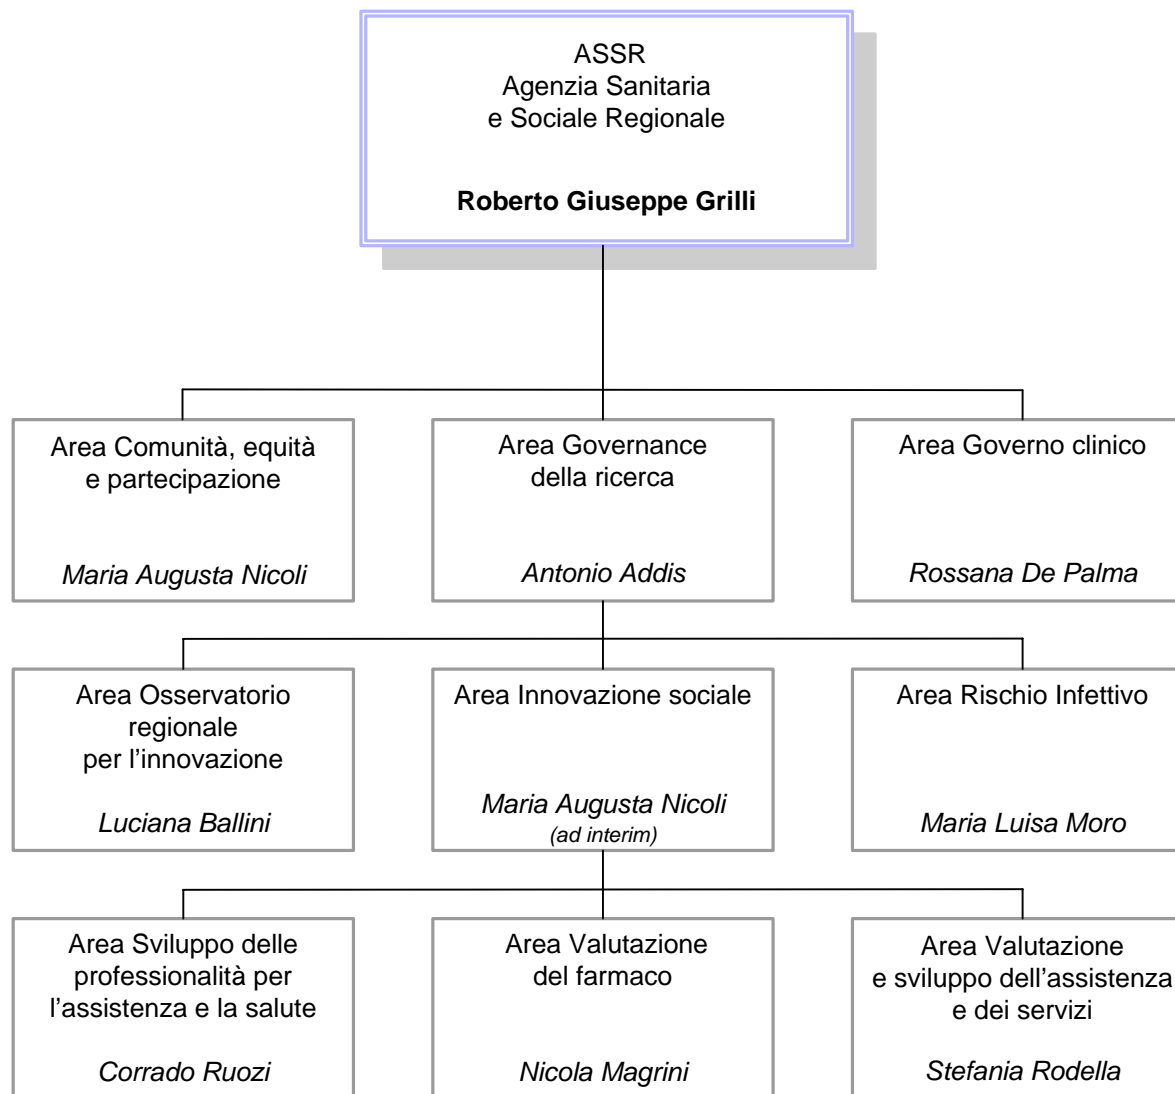 ASSR
Agenzia Sanitaria
e Sociale Regionale
Roberto Giuseppe Grilli
Area Comunità, equità
e partecipazione
Maria Augusta Nicoli
Area Governance
della ricerca
Antonio Addis
Area Governo clinico
Rossana De Palma
Area Osservatorio
regionale
per l’innovazione
Luciana Ballini
Area Innovazione sociale
Maria Augusta Nicoli
(ad interim)
Area Rischio Infettivo
Maria Luisa Moro
Area Sviluppo delle
professionalità per
l’assistenza e la salute
Corrado Ruozi
Area Valutazione
del farmaco
Nicola Magrini
Area Valutazione
e sviluppo dell’assistenza
e dei servizi
Stefania Rodella